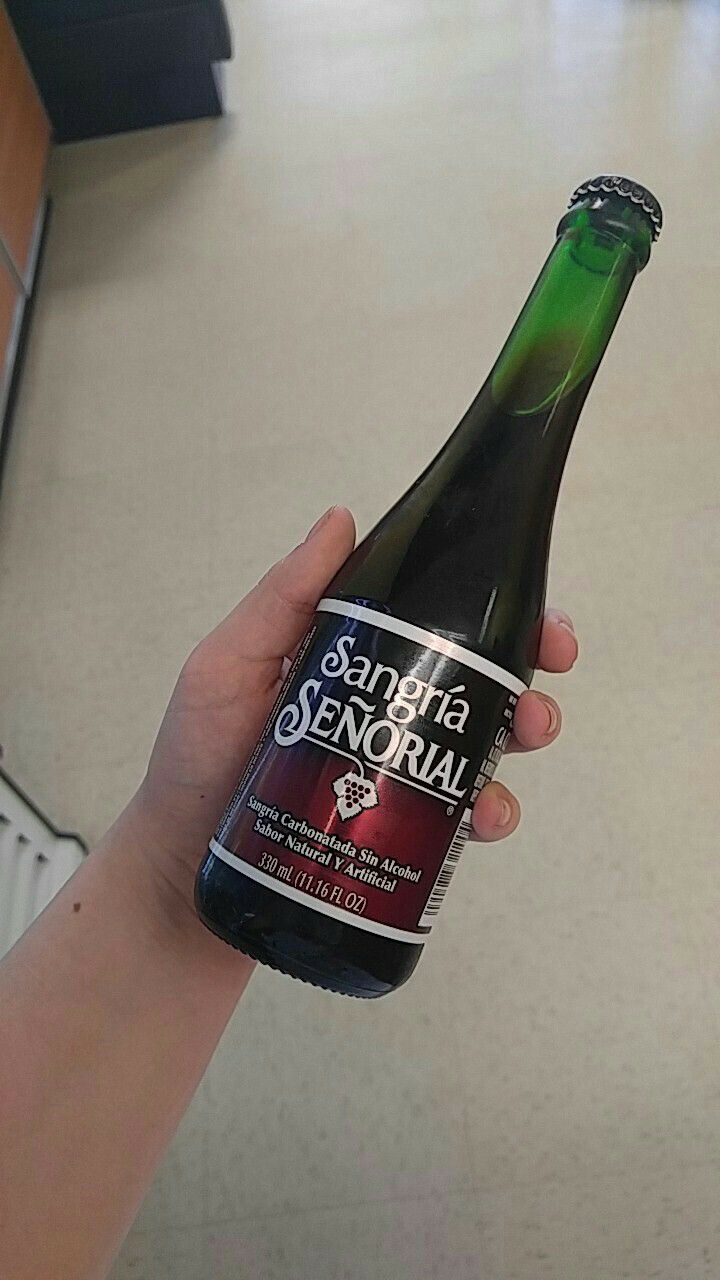 Sangría
SEÑORIAL
®
Sangría Carbonatada Sin Alcohol
Sabor Natural Y Artificial
330 mL (11.16 FL OZ)